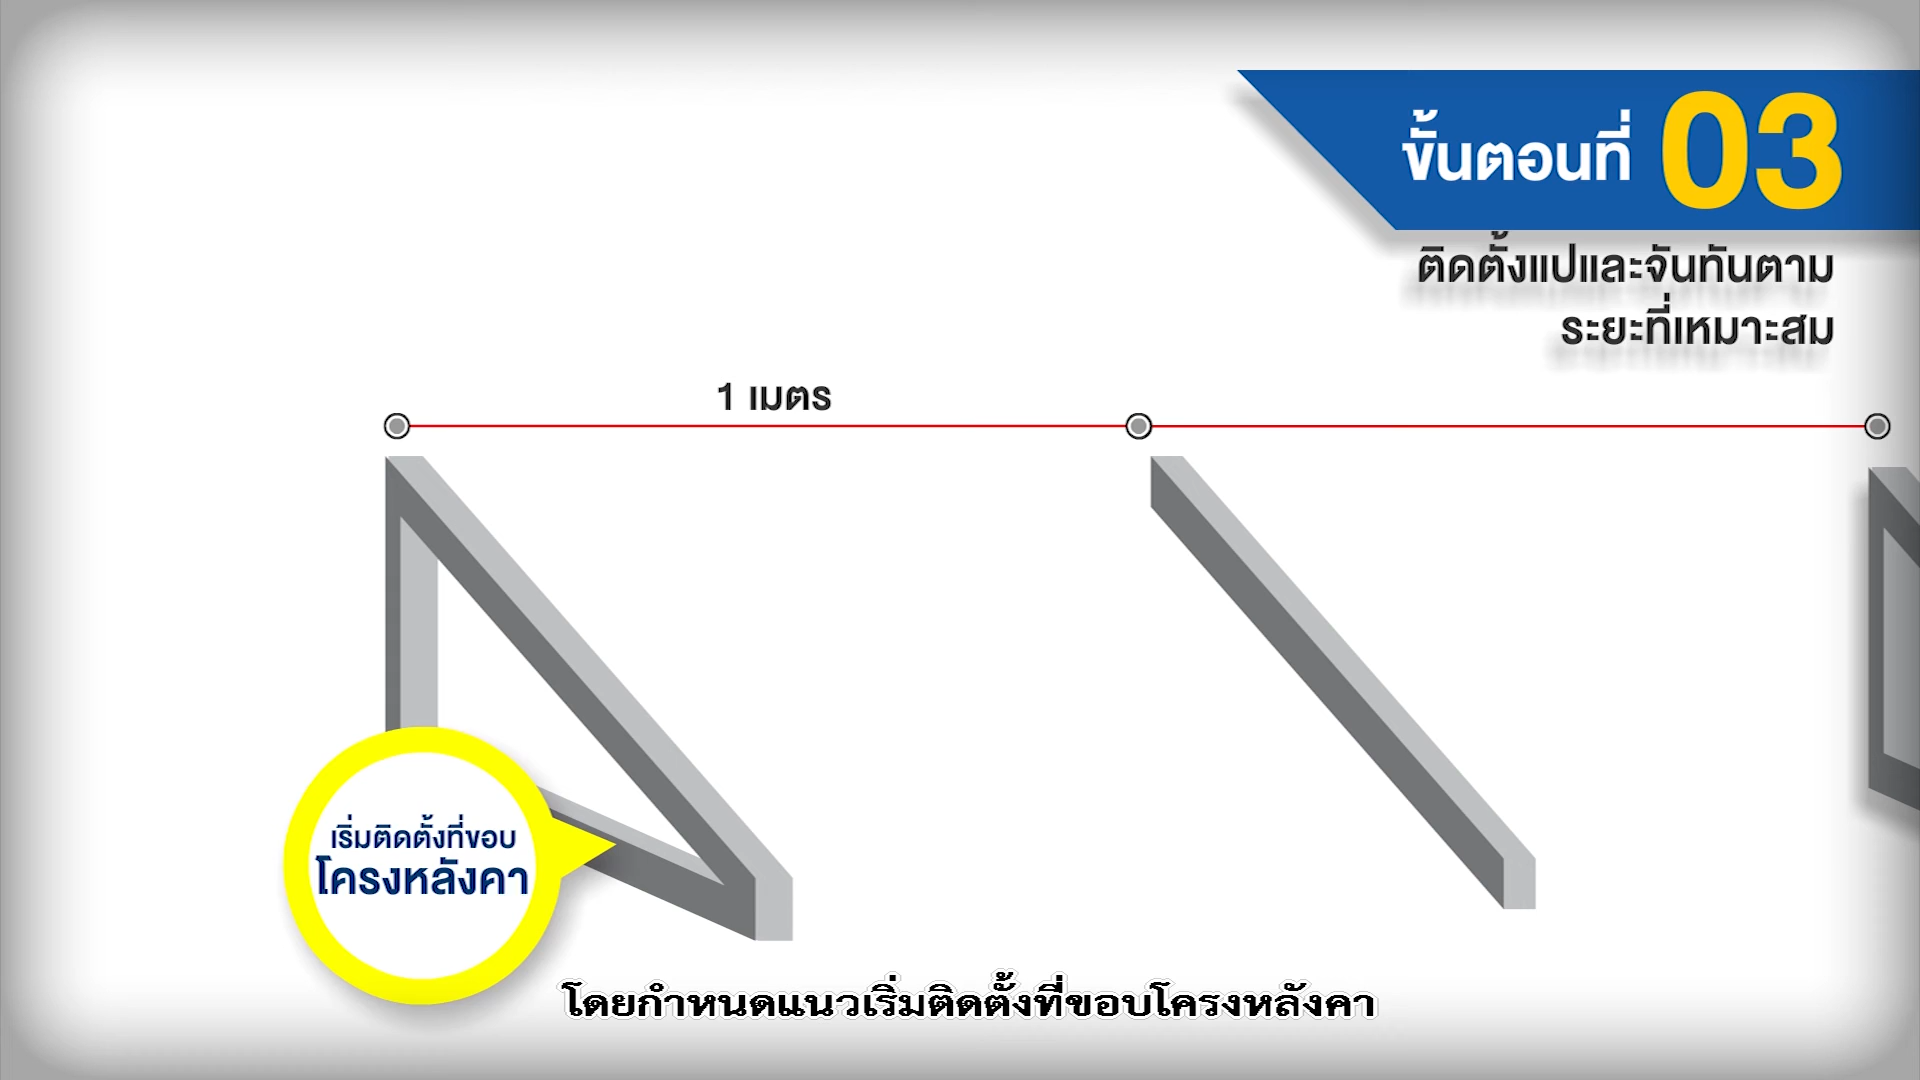 ขั้นตอนที่ 03
ติดตั้งแปและจันทันตาม
ระยะที่เหมาะสม
1 เมตร
เริ่มติดตั้งที่ขอบ
โครงหลังคา
โดยกำหนดแนวเริ่มติดตั้งที่ขอบโครงหลังคา